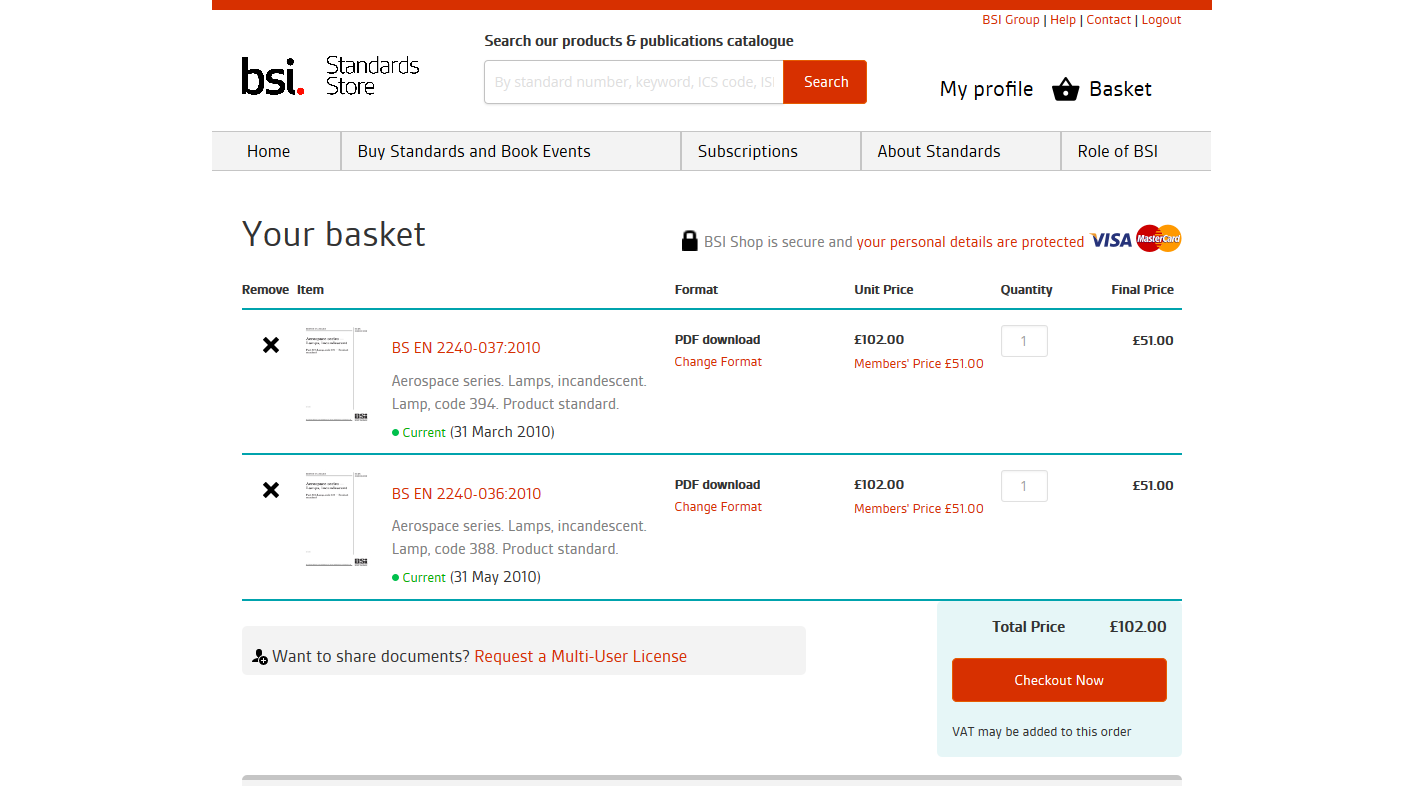 BSI Group | Help | Contact | Logout
Search our products & publications catalogue
bsi. Standards Store
By standard number, keyword, ICS code, ISI
Search
My profile
Basket
Home
Buy Standards and Book Events
Subscriptions
About Standards
Role of BSI
Your basket
BSI Shop is secure and your personal details are protected VISA MasterCard
Remove Item Format Unit Price Quantity Final Price
BS EN 2240-037:2010
Aerospace series. Lamps, incandescent.
Lamp, code 394. Product standard.
Current (31 March 2010)
PDF download
Change Format
£102.00
Members' Price £51.00
1
£51.00
BS EN 2240-036:2010
Aerospace series. Lamps, incandescent.
Lamp, code 388. Product standard.
Current (31 May 2010)
PDF download
Change Format
£102.00
Members' Price £51.00
1
£51.00
Want to share documents? Request a Multi-User License
Total Price £102.00
Checkout Now
VAT may be added to this order